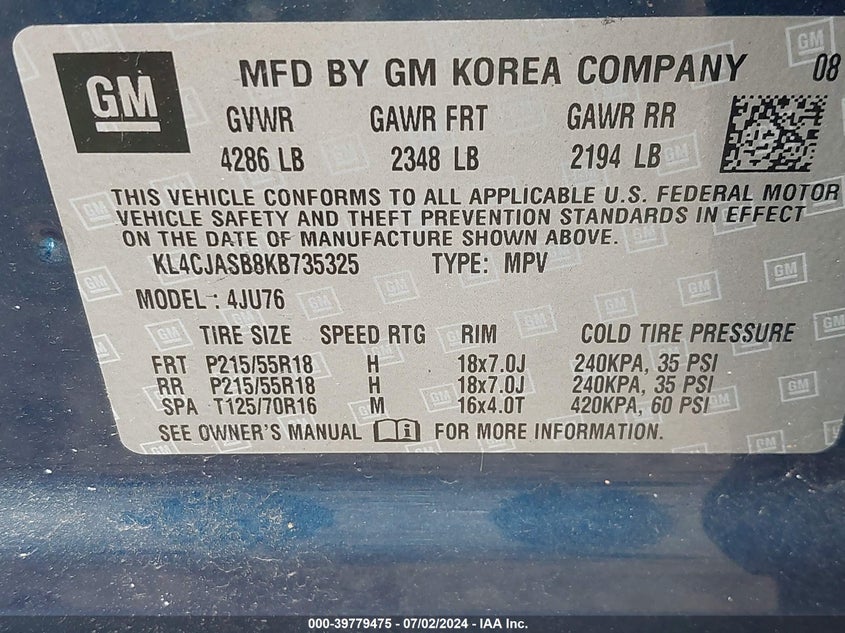 GM MFD BY GM KOREA COMPANY 08
GVWR GAWR FRT GAWR RR
4286 LB 2348 LB 2194 LB
THIS VEHICLE CONFORMS TO ALL APPLICABLE U.S. FEDERAL MOTOR
VEHICLE SAFETY AND THEFT PREVENTION STANDARDS IN EFFECT
ON THE DATE OF MANUFACTURE SHOWN ABOVE.
KL4CJASB8KB735325 TYPE: MPV
MODEL : 4JU76
TIRE SIZE SPEED RTG RIM COLD TIRE PRESSURE
FRT P215/55R18 H 18x7.0J 240KPA, 35 PSI
RR P215/55R18 H 18x7.0J 240KPA, 35 PSI
SPA T125/70R16 M 16x4.0T 420KPA, 60 PSI
SEE OWNER'S MANUAL FOR MORE INFORMATION.
000-39779475 - 07/02/2024 - IAA Inc.